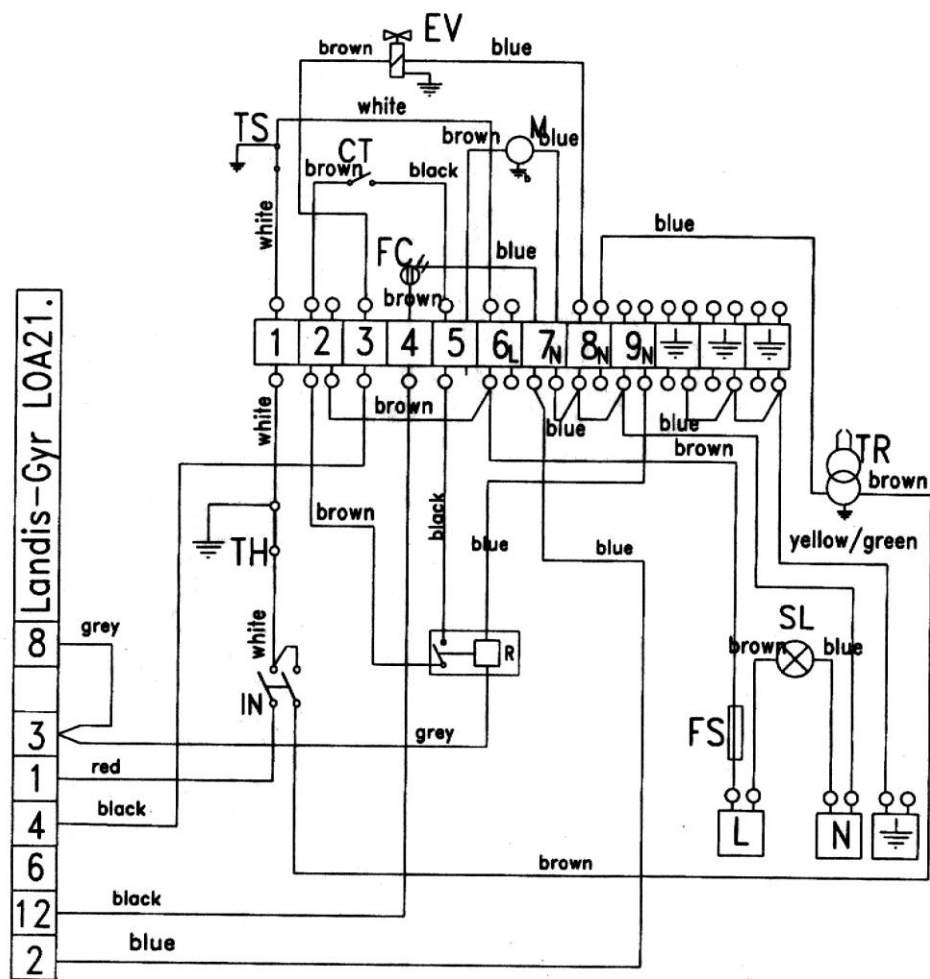 EV
brown
blue
white
TS
M
brown
blue
CT
brown
black
white
blue
FC
blue
brown
1
2
3
4
5
6L
7N
8N
9N
white
brown
blue
blue
brown
TR
brown
Landis-Gyr LOA21.
brown
black
blue
blue
yellow/green
TH
white
SL
brown
blue
8
grey
R
IN
3
grey
FS
1
red
4
black
L
N
6
brown
12
black
2
blue